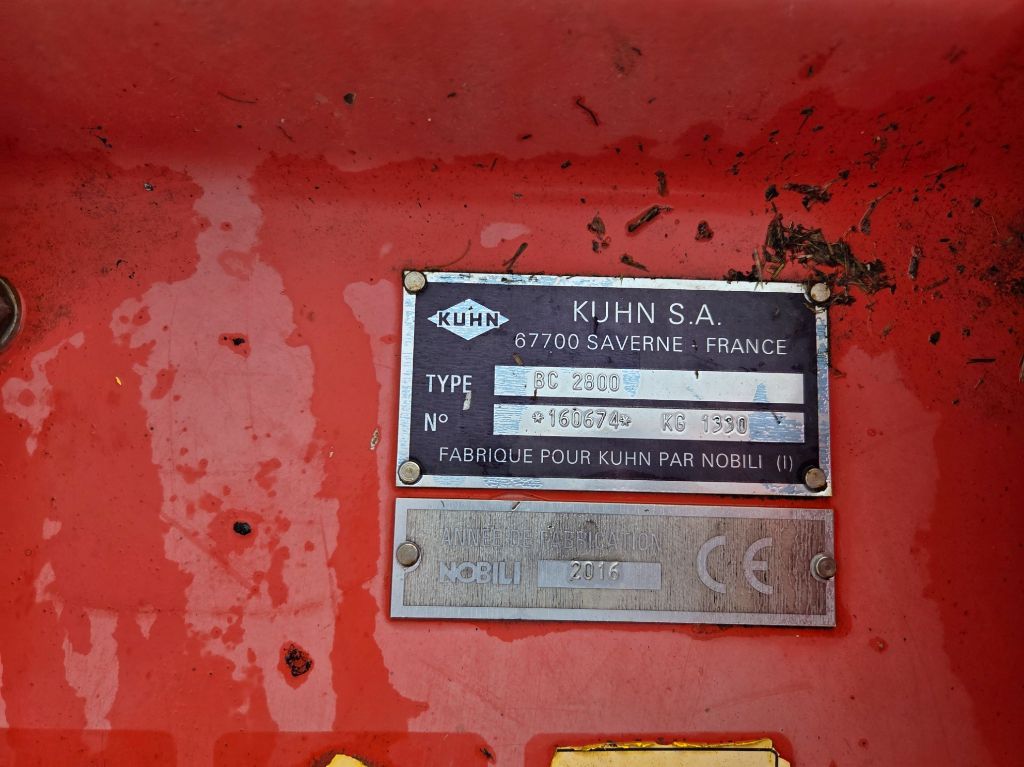 KUHN
KUHN S.A.
67700 SAVERNE - FRANCE
TYPE BC 2800
N° *160674* KG 1330
FABRIQUE POUR KUHN PAR NOBILI (I)
ANNEE DE FABRICATION
NOBILI 2016 CE